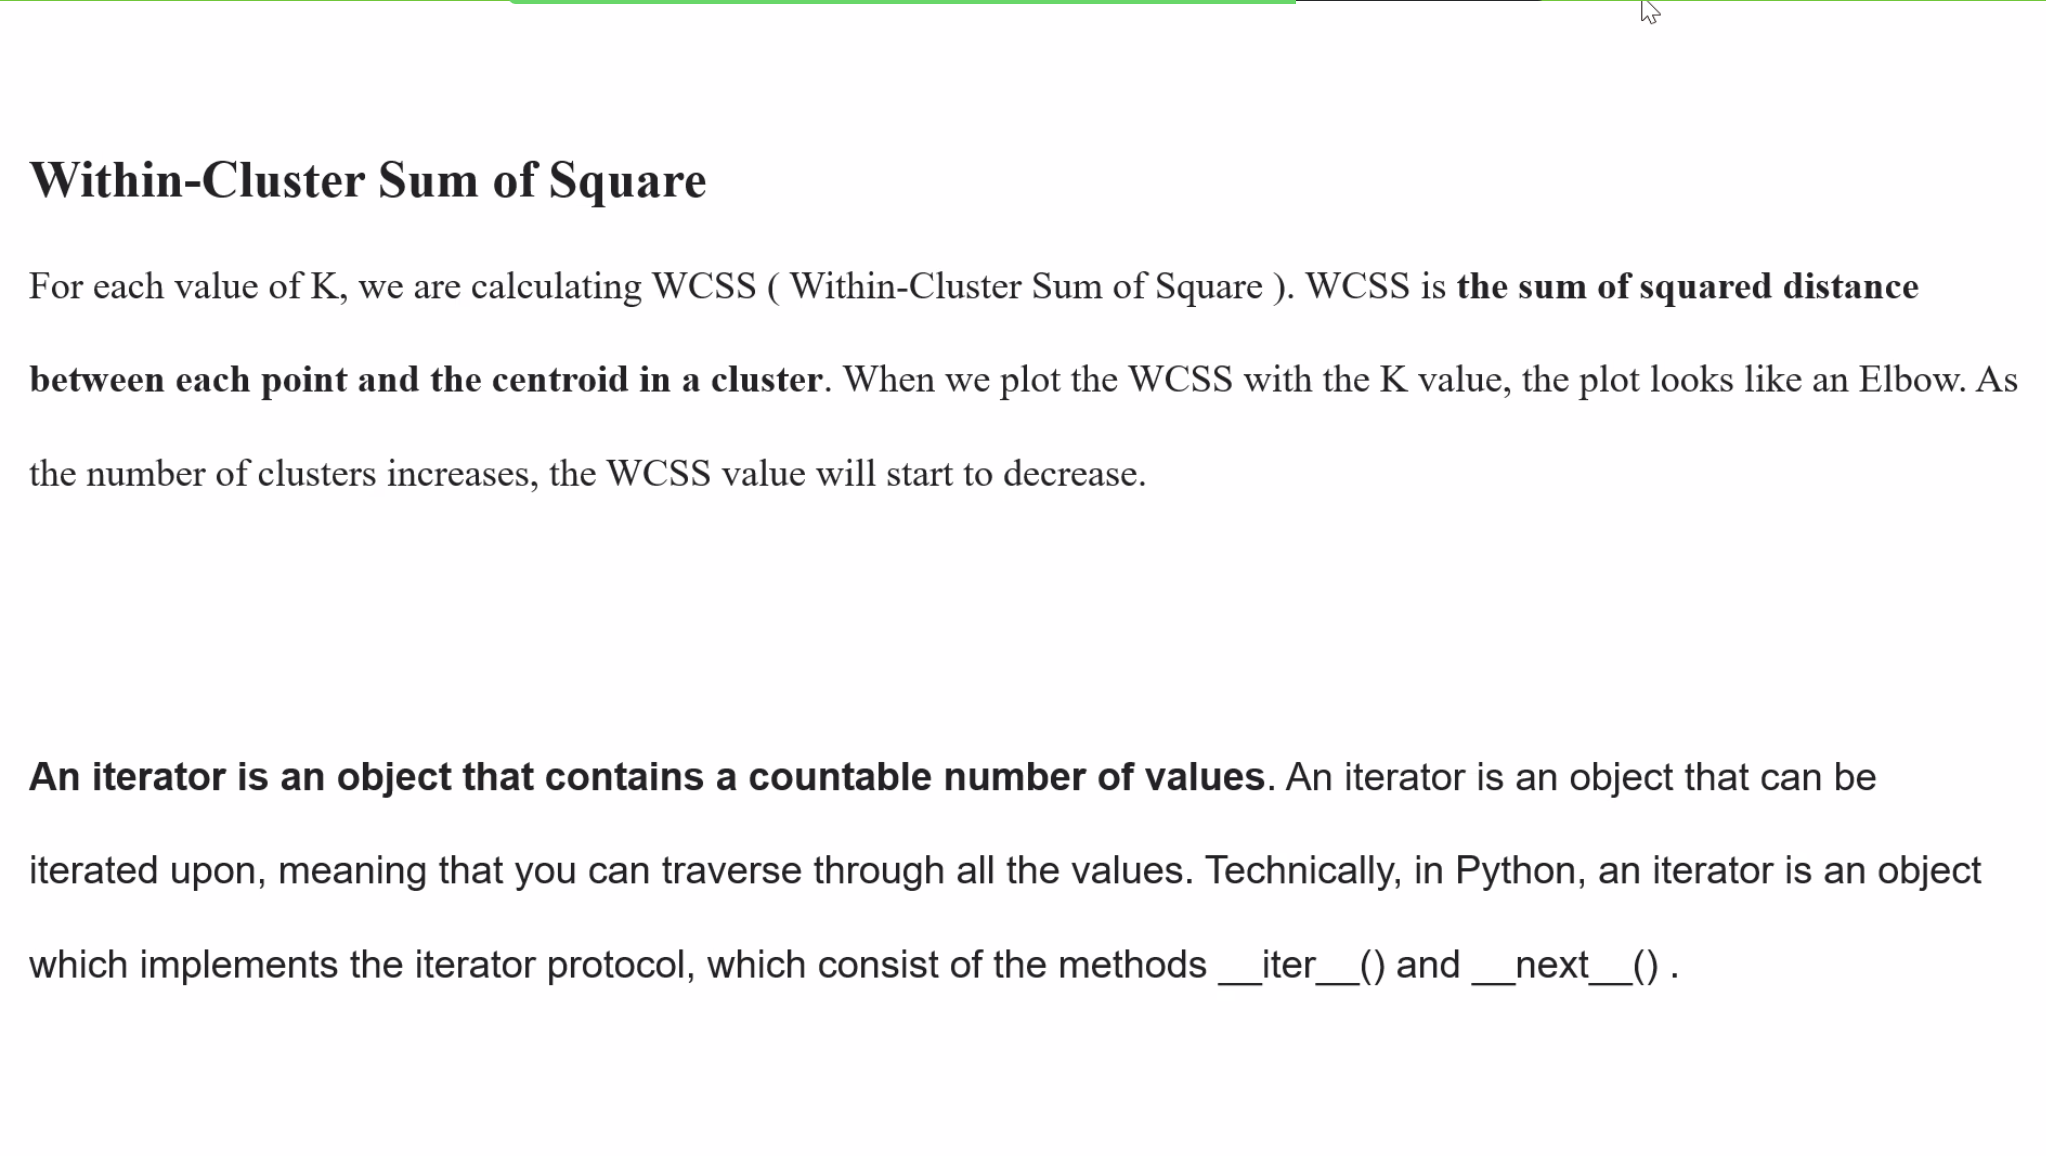 Within-Cluster Sum of Square
For each value of K, we are calculating WCSS ( Within-Cluster Sum of Square ). WCSS is the sum of squared distance
between each point and the centroid in a cluster. When we plot the WCSS with the K value, the plot looks like an Elbow. As
the number of clusters increases, the WCSS value will start to decrease.
An iterator is an object that contains a countable number of values. An iterator is an object that can be
iterated upon, meaning that you can traverse through all the values. Technically, in Python, an iterator is an object
which implements the iterator protocol, which consist of the methods __iter__() and __next__() .